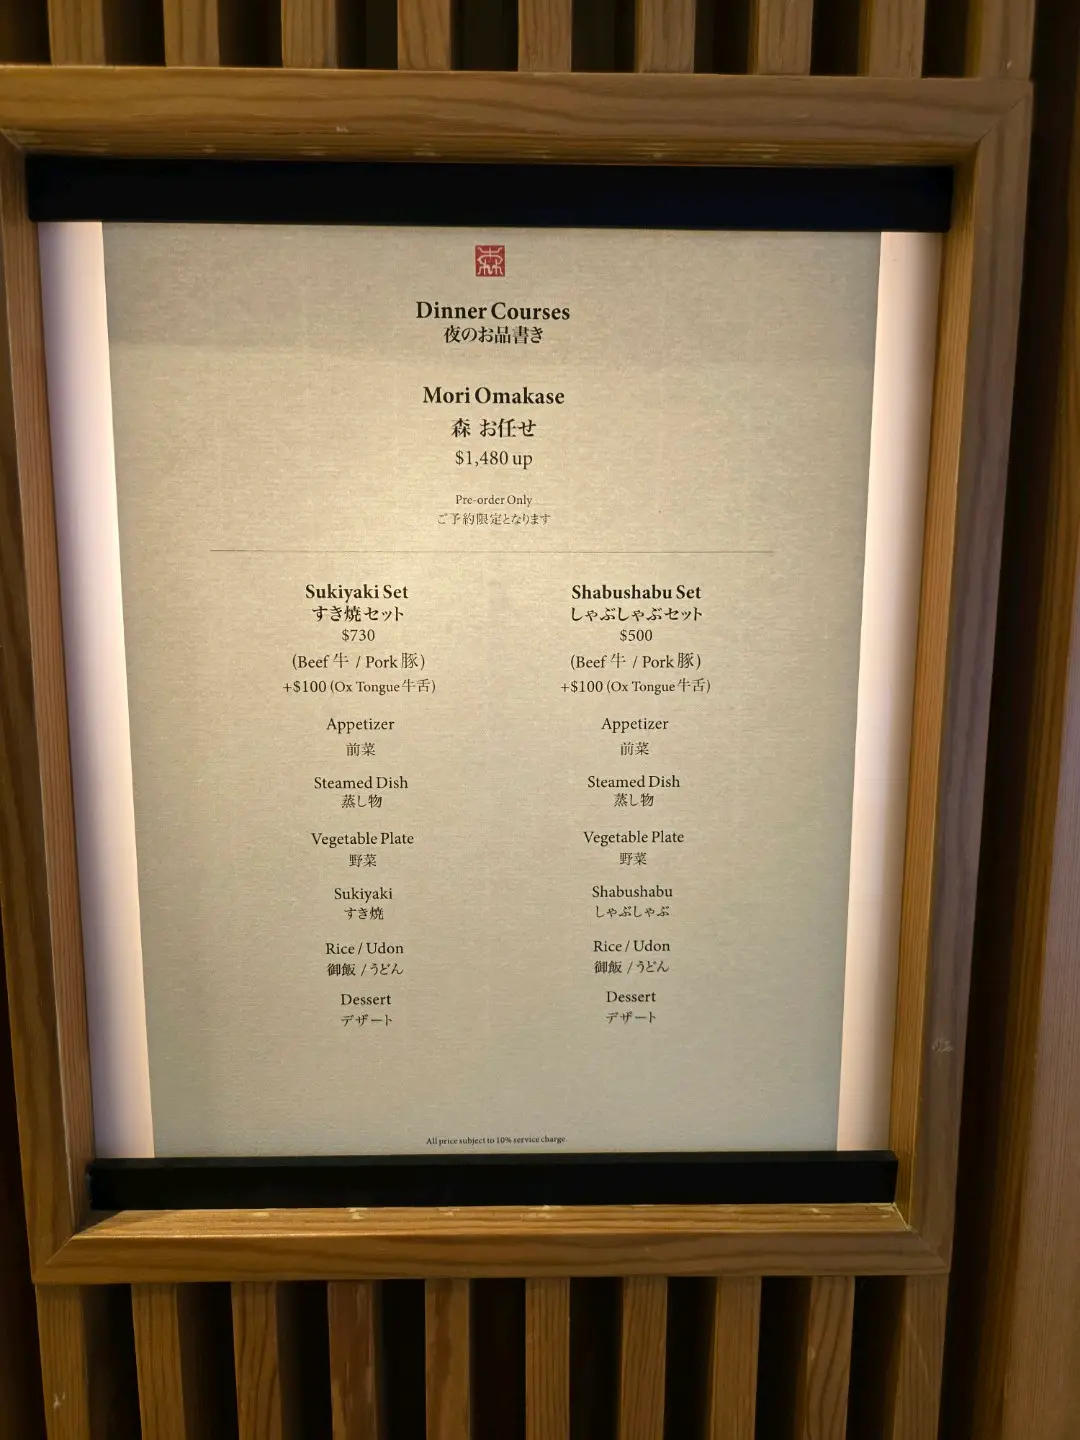 森
Dinner Courses
夜のお品書き
Mori Omakase
森 お任せ
$1,480 up
Pre-order Only
ご予約限定となります
Sukiyaki Set
すき焼セット
$730
(Beef 牛 / Pork 豚)
+$100 (Ox Tongue 牛舌)
Appetizer
前菜
Steamed Dish
蒸し物
Vegetable Plate
野菜
Sukiyaki
すき焼
Rice / Udon
御飯 / うどん
Dessert
デザート
Shabushabu Set
しゃぶしゃぶセット
$500
(Beef 牛 / Pork 豚)
+$100 (Ox Tongue 牛舌)
Appetizer
前菜
Steamed Dish
蒸し物
Vegetable Plate
野菜
Shabushabu
しゃぶしゃぶ
Rice / Udon
御飯 / うどん
Dessert
デザート
All price subject to 10% service charge.